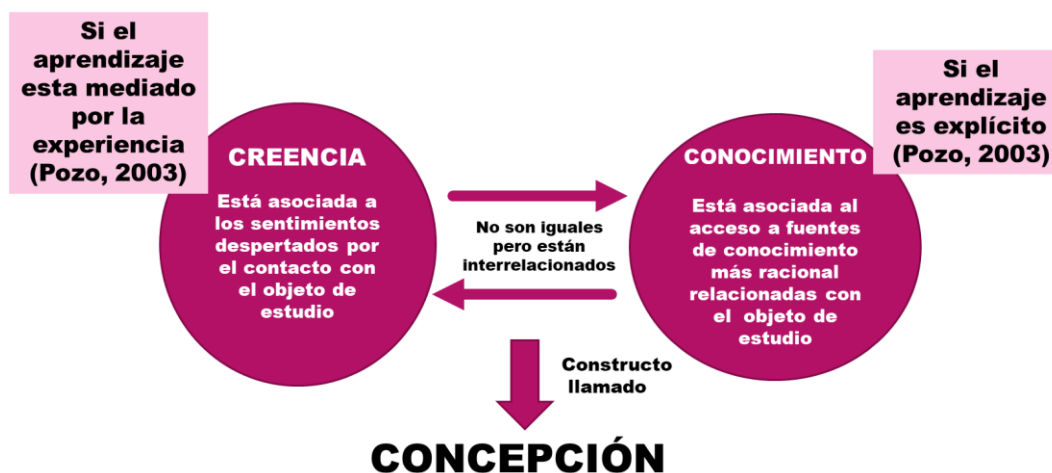 Si el
aprendizaje
esta mediado
por la
experiencia
(Pozo, 2003)
CREENCIA
Está asociada a
los sentimientos
despertados por
el contacto con
el objeto de
estudio
No son iguales
pero están
interrelacionados
Si el
aprendizaje
es explícito
(Pozo, 2003)
CONOCIMIENTO
Está asociada al
acceso a fuentes
de conocimiento
más racional
relacionadas con
el objeto de
estudio
Constructo
llamado
CONCEPCIÓN